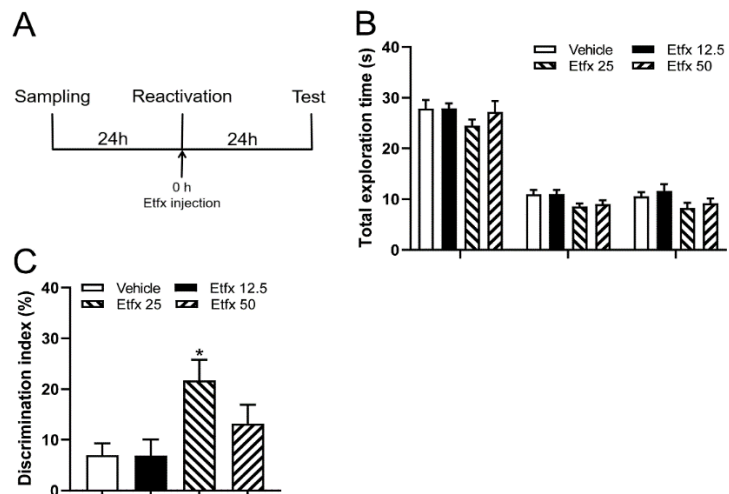 A
Sampling Reactivation Test
24h 24h
0 h
Etfx injection
B
Total exploration time (s)
40
30
20
10
0
Vehicle Etfx 12.5
Etfx 25 Etfx 50
C
Discrimination index (%)
40
30
20
10
0
Vehicle Etfx 12.5
Etfx 25 Etfx 50
*